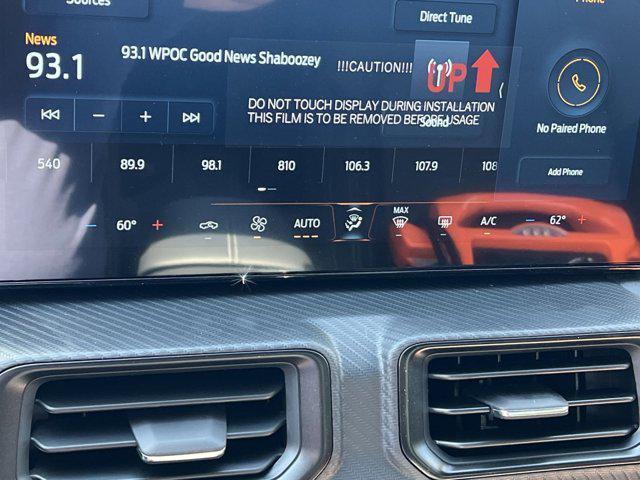 Sources
Direct Tune
Phone
News
93.1
93.1 WPOC Good News Shaboozey
!!!CAUTION!!!
UP
DO NOT TOUCH DISPLAY DURING INSTALLATION
THIS FILM IS TO BE REMOVED BEFORE USAGE
Sound
No Paired Phone
Add Phone
540 89.9 98.1 810 106.3 107.9 108
− 60° + AUTO MAX A/C − 62° +